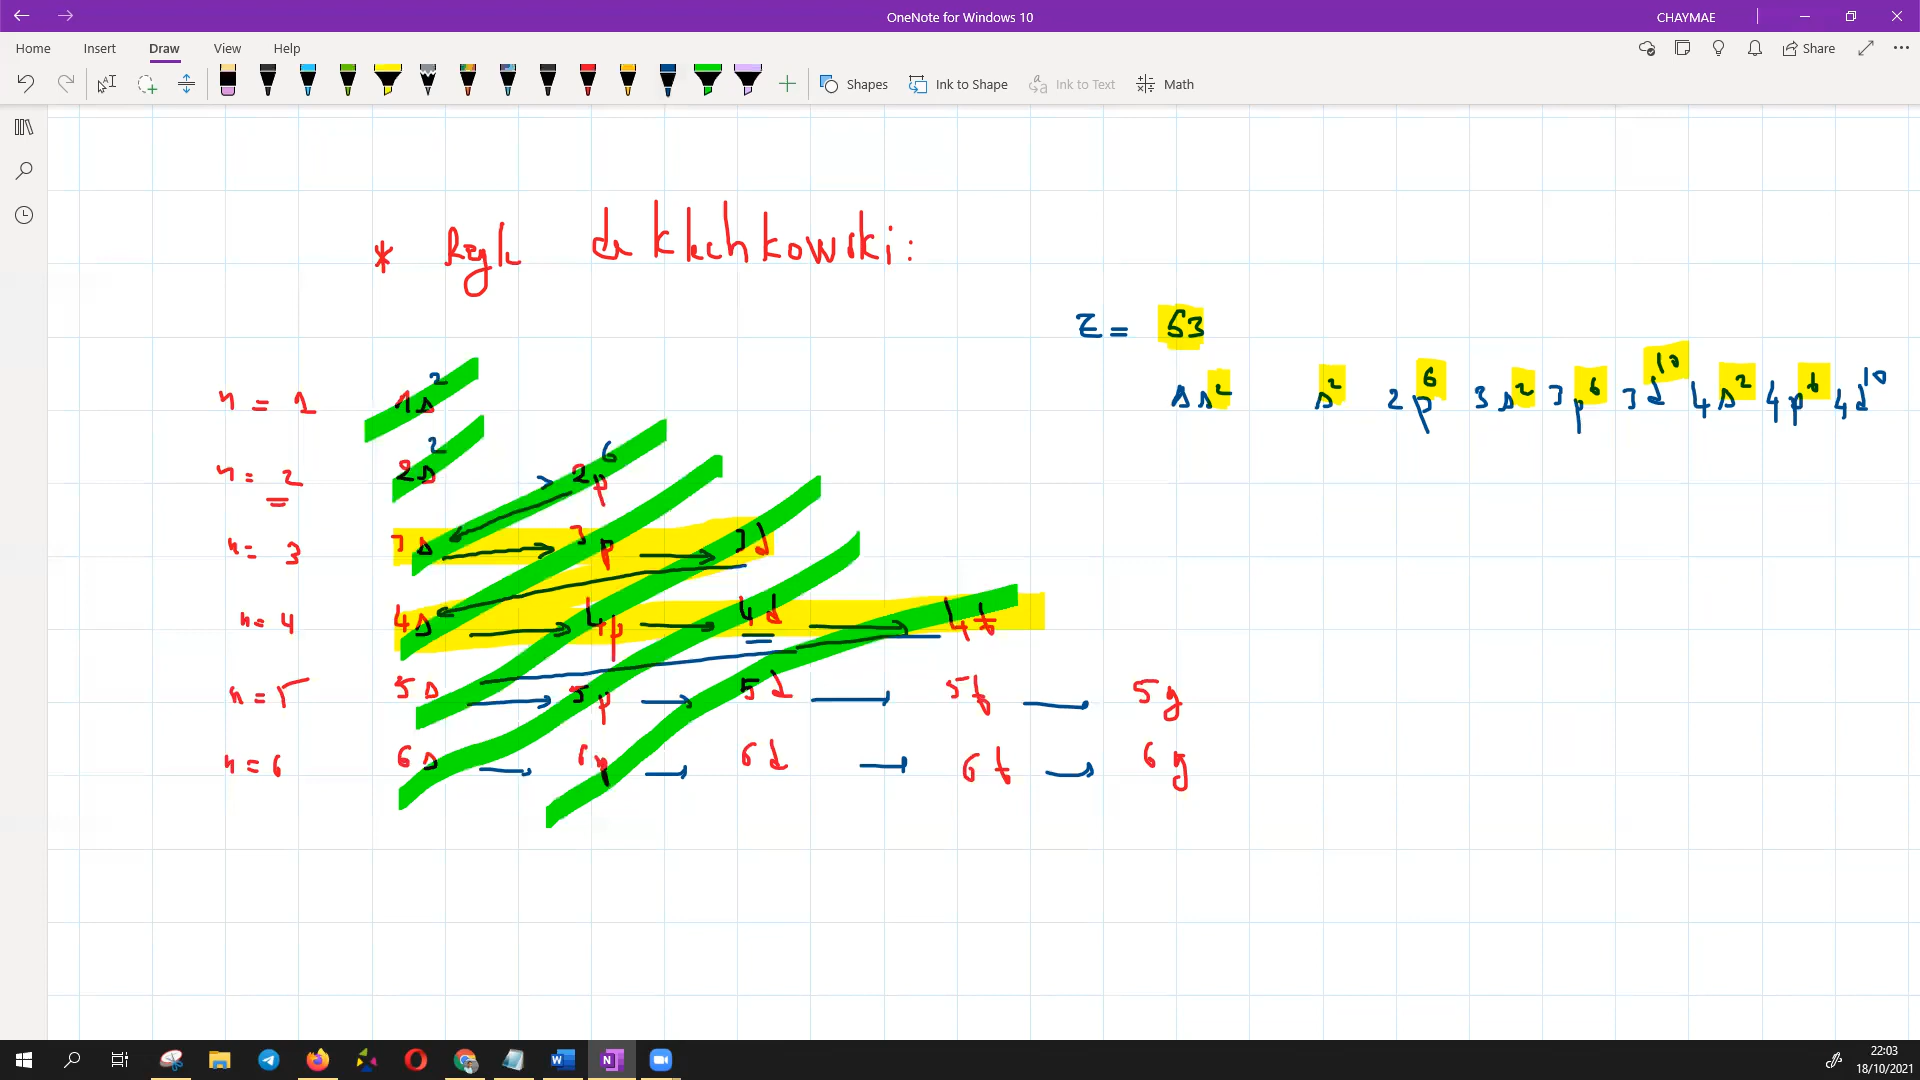 OneNote for Windows 10
CHAYMAE
Home Insert Draw View Help
Share
Shapes Ink to Shape Ink to Text Math
* Regle de Klechkowski:
Z = 53
1s² s² 2p⁶ 3s² 3p⁶ 3d¹⁰ 4s² 4p⁶ 4d¹⁰
n = 1 1s²
n = 2 2s² 2p⁶
n = 3 3s 3p 3d
n = 4 4s 4p 4d 4f
n = 5 5s 5p 5d 5f 5g
n = 6 6s 6p 6d 6f 6g
22:03
18/10/2021